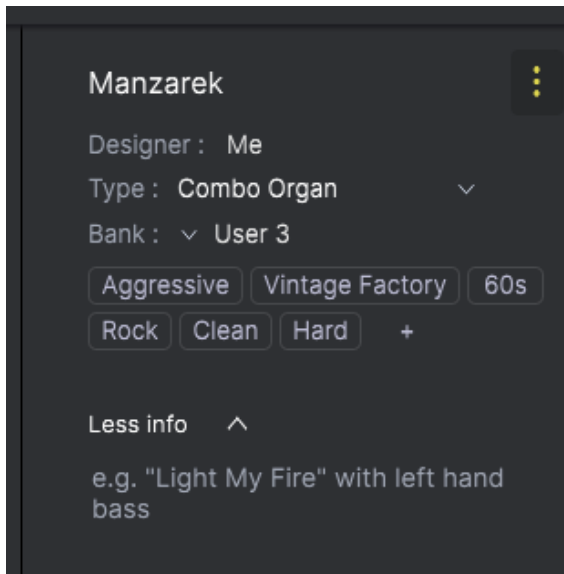 Manzarek
Designer : Me
Type : Combo Organ
Bank : User 3
Aggressive Vintage Factory 60s
Rock Clean Hard +
Less info
e.g. "Light My Fire" with left hand
bass